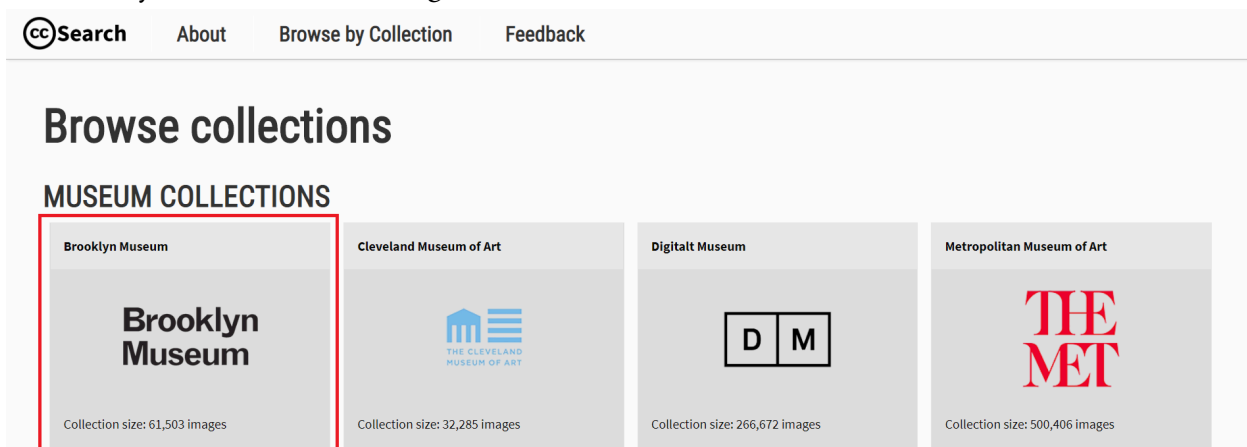 cc Search About Browse by Collection Feedback
Browse collections
MUSEUM COLLECTIONS
Brooklyn Museum
Brooklyn
Museum
Collection size: 61,503 images
Cleveland Museum of Art
THE CLEVELAND
MUSEUM OF ART
Collection size: 32,285 images
Digitalt Museum
D M
Collection size: 266,672 images
Metropolitan Museum of Art
THE
MET
Collection size: 500,406 images